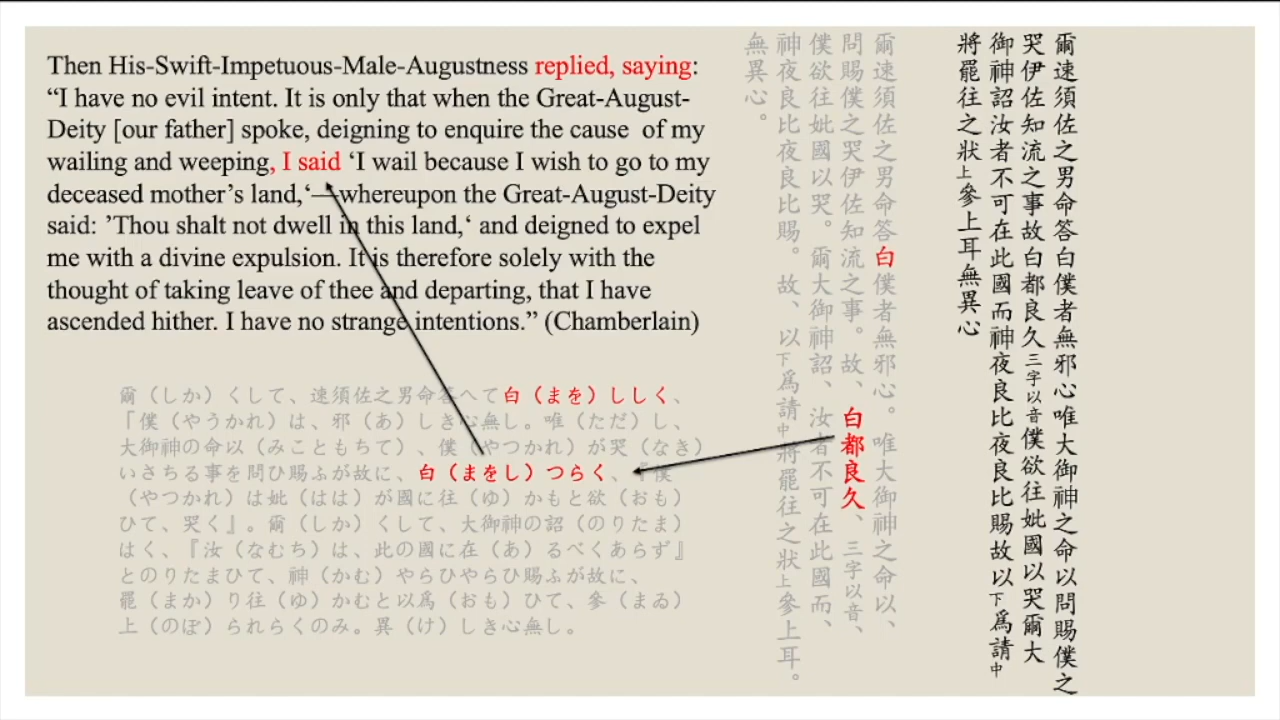 Then His-Swift-Impetuous-Male-Augustness replied, saying:
“I have no evil intent. It is only that when the Great-August-
Deity [our father] spoke, deigning to enquire the cause of my
wailing and weeping, I said ‘I wail because I wish to go to my
deceased mother’s land,‘—whereupon the Great-August-Deity
said: ’Thou shalt not dwell in this land,‘ and deigned to expel
me with a divine expulsion. It is therefore solely with the
thought of taking leave of thee and departing, that I have
ascended hither. I have no strange intentions.” (Chamberlain)
爾（しか）くして、速須佐之男命答へて白（まを）ししく、
「僕（やうかれ）は、邪（あ）しき心無し。唯（ただ）し、
大御神の命以（みこともちて）、僕（やつかれ）が哭（なき）
いさちる事を問ひ賜ふが故に、白（まをし）つらく、『僕
（やつかれ）は妣（はは）が國に往（ゆ）かもと欲（おも）
ひて、哭く』。爾（しか）くして、大御神の詔（のりたま）
はく、『汝（なむち）は、此の國に在（あ）るべくあらず』
とのりたまひて、神（かむ）やらひやらひ賜ふが故に、
罷（まか）り往（ゆ）かむと以爲（おも）ひて、參（まゐ）
上（のぼ）られらくのみ。異（け）しき心無し。
爾速須佐之男命答白僕者無邪心。唯大御神之命以、
問賜僕之哭伊佐知流之事。故、白都良久、三字以音、
僕欲往妣國以哭。爾大御神詔、汝者不可在此國而、
神夜良比夜良比賜。故、以下爲請中將罷往之狀上參上耳。
無異心。
爾速須佐之男命答白僕者無邪心唯大御神之命以問賜僕之
哭伊佐知流之事故白都良久三字以音僕欲往妣國以哭爾大
御神詔汝者不可在此國而神夜良比夜良比賜故以下爲請中
將罷往之狀上參上耳無異心